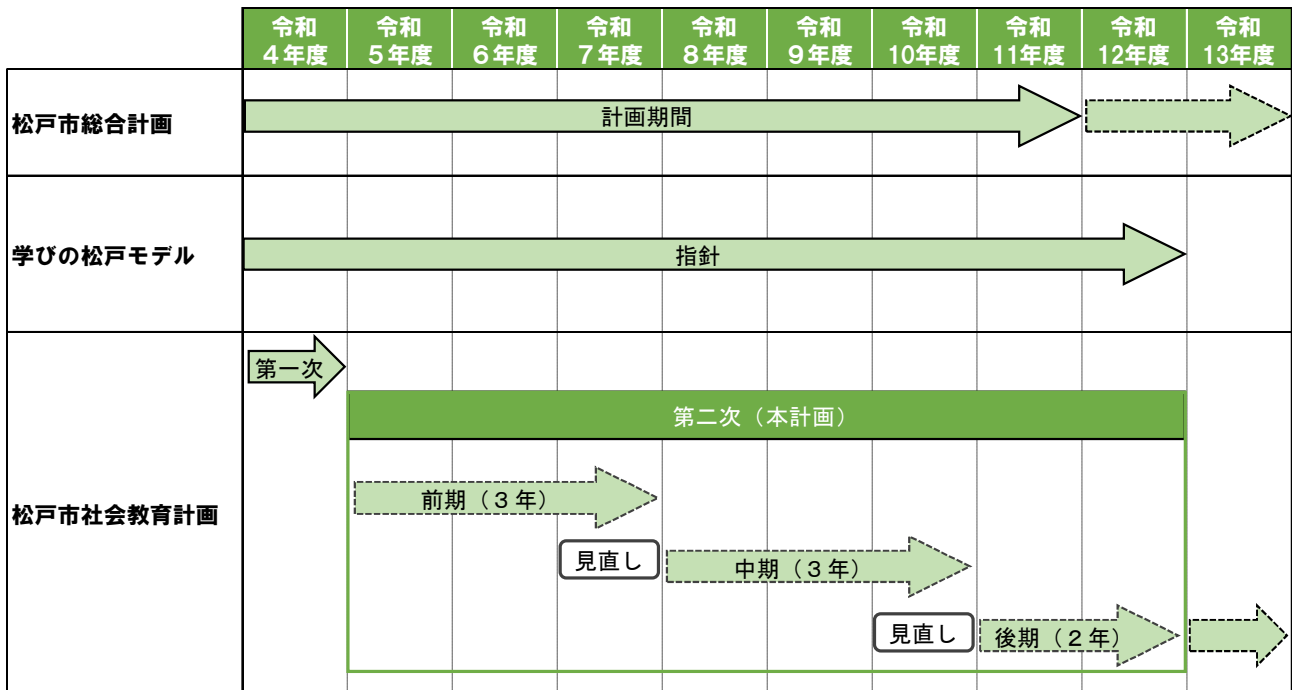 令和
4年度
令和
5年度
令和
6年度
令和
7年度
令和
8年度
令和
9年度
令和
10年度
令和
11年度
令和
12年度
令和
13年度
松戸市総合計画
計画期間
学びの松戸モデル
指針
松戸市社会教育計画
第一次
第二次（本計画）
前期（3年）
見直し
中期（3年）
見直し
後期（2年）